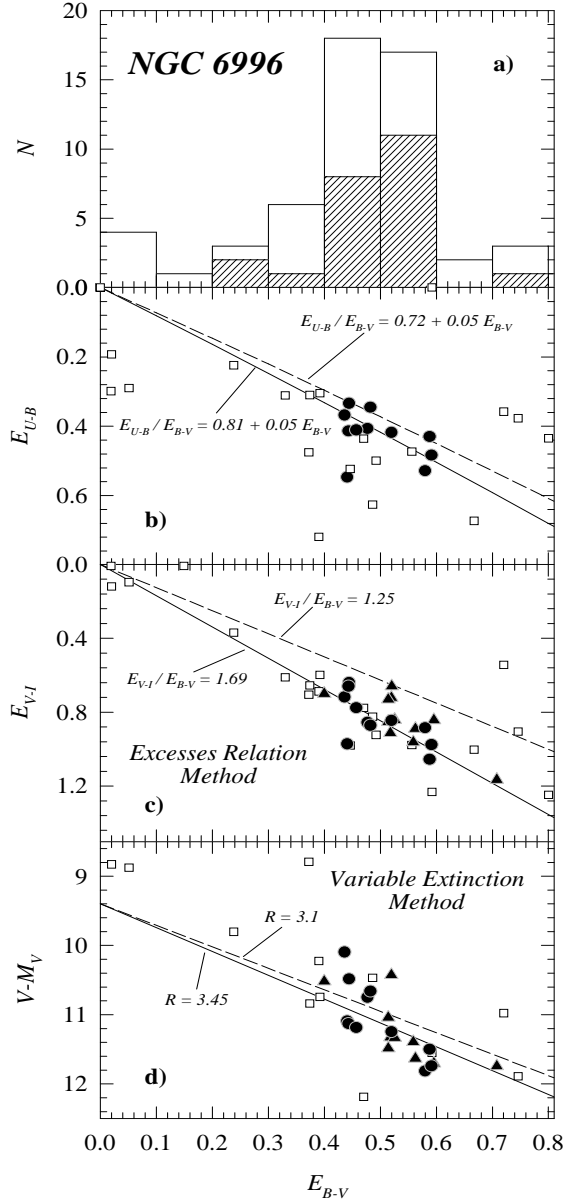 20
15
10
5
0.0
N
NGC 6996
a)
0.2
0.4
0.6
0.0
E_{U-B}
E_{U-B} / E_{B-V} = 0.72 + 0.05 E_{B-V}
E_{U-B} / E_{B-V} = 0.81 + 0.05 E_{B-V}
b)
0.4
0.8
1.2
E_{V-I}
E_{V-I} / E_{B-V} = 1.25
E_{V-I} / E_{B-V} = 1.69
Excesses Relation
Method
c)
9
10
11
12
V-M_V
Variable Extinction
Method
R = 3.1
R = 3.45
d)
0.0 0.1 0.2 0.3 0.4 0.5 0.6 0.7 0.8
E_{B-V}